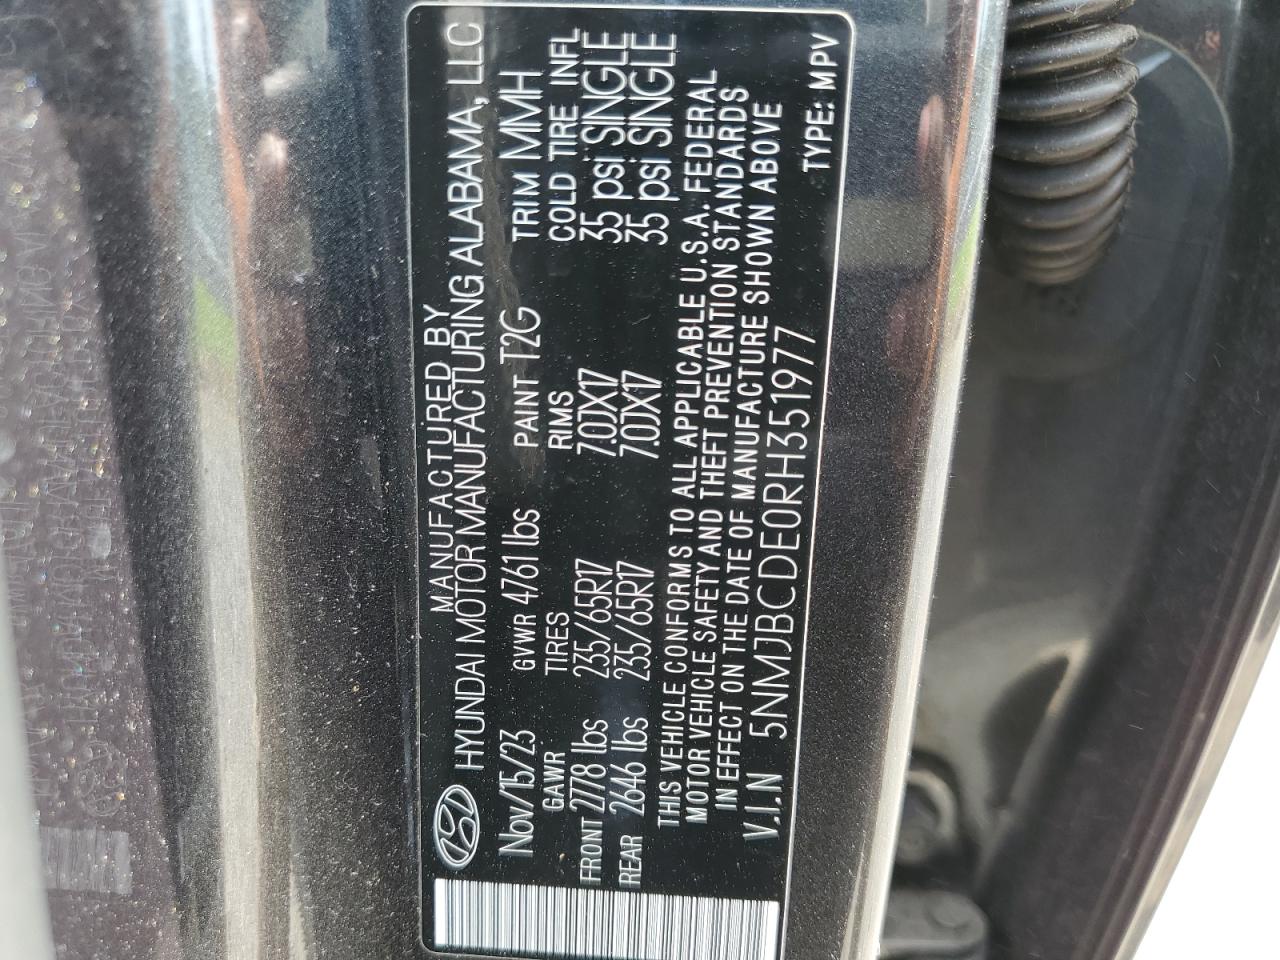 MANUFACTURED BY
HYUNDAI MOTOR MANUFACTURING ALABAMA, LLC
Nov/15/23 GVWR 4761 lbs PAINT T2G TRIM MMH
GAWR TIRES RIMS COLD TIRE INFL
FRONT 2778 lbs 235/65R17 7.0JX17 35 psi SINGLE
REAR 2646 lbs 235/65R17 7.0JX17 35 psi SINGLE
THIS VEHICLE CONFORMS TO ALL APPLICABLE U.S.A. FEDERAL
MOTOR VEHICLE SAFETY AND THEFT PREVENTION STANDARDS
IN EFFECT ON THE DATE OF MANUFACTURE SHOWN ABOVE
V.I.N 5NMJBCDE0RH351977 TYPE: MPV